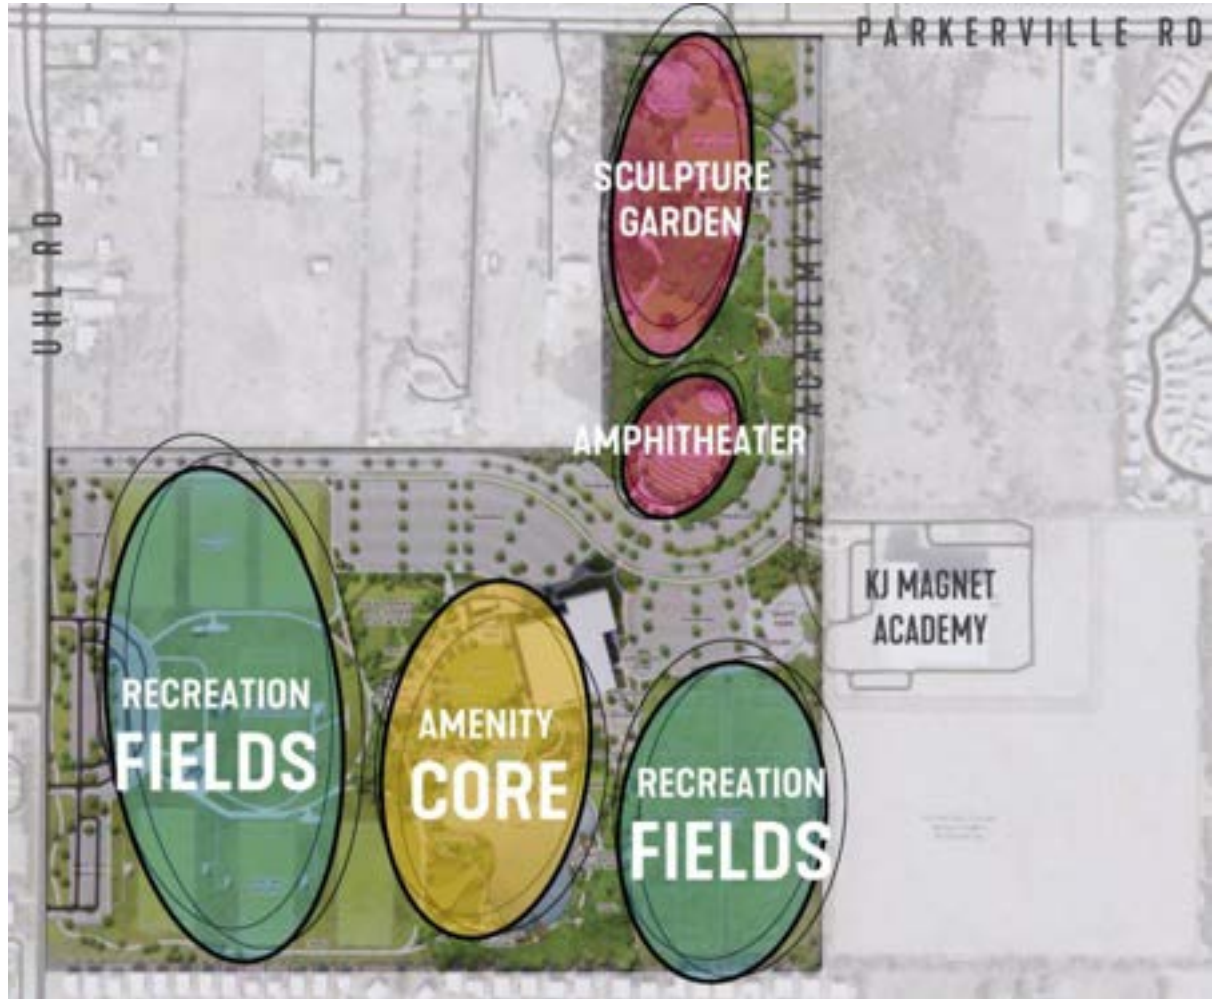 PARKERVILLE RD
SCULPTURE
GARDEN
UHL RD
ACADEMY WAY
AMPHITHEATER
KJ MAGNET
ACADEMY
RECREATION
FIELDS
AMENITY
CORE
RECREATION
FIELDS